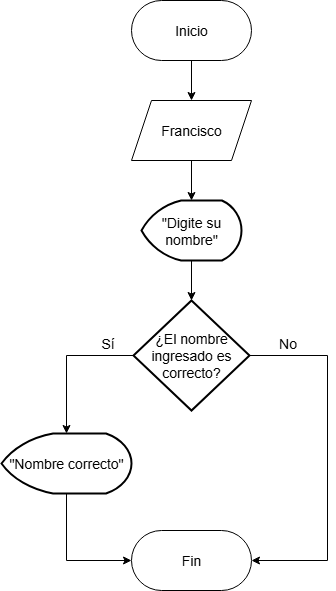 Inicio
Francisco
"Digite su
nombre"
¿El nombre
ingresado es
correcto?
Sí
No
"Nombre correcto"
Fin